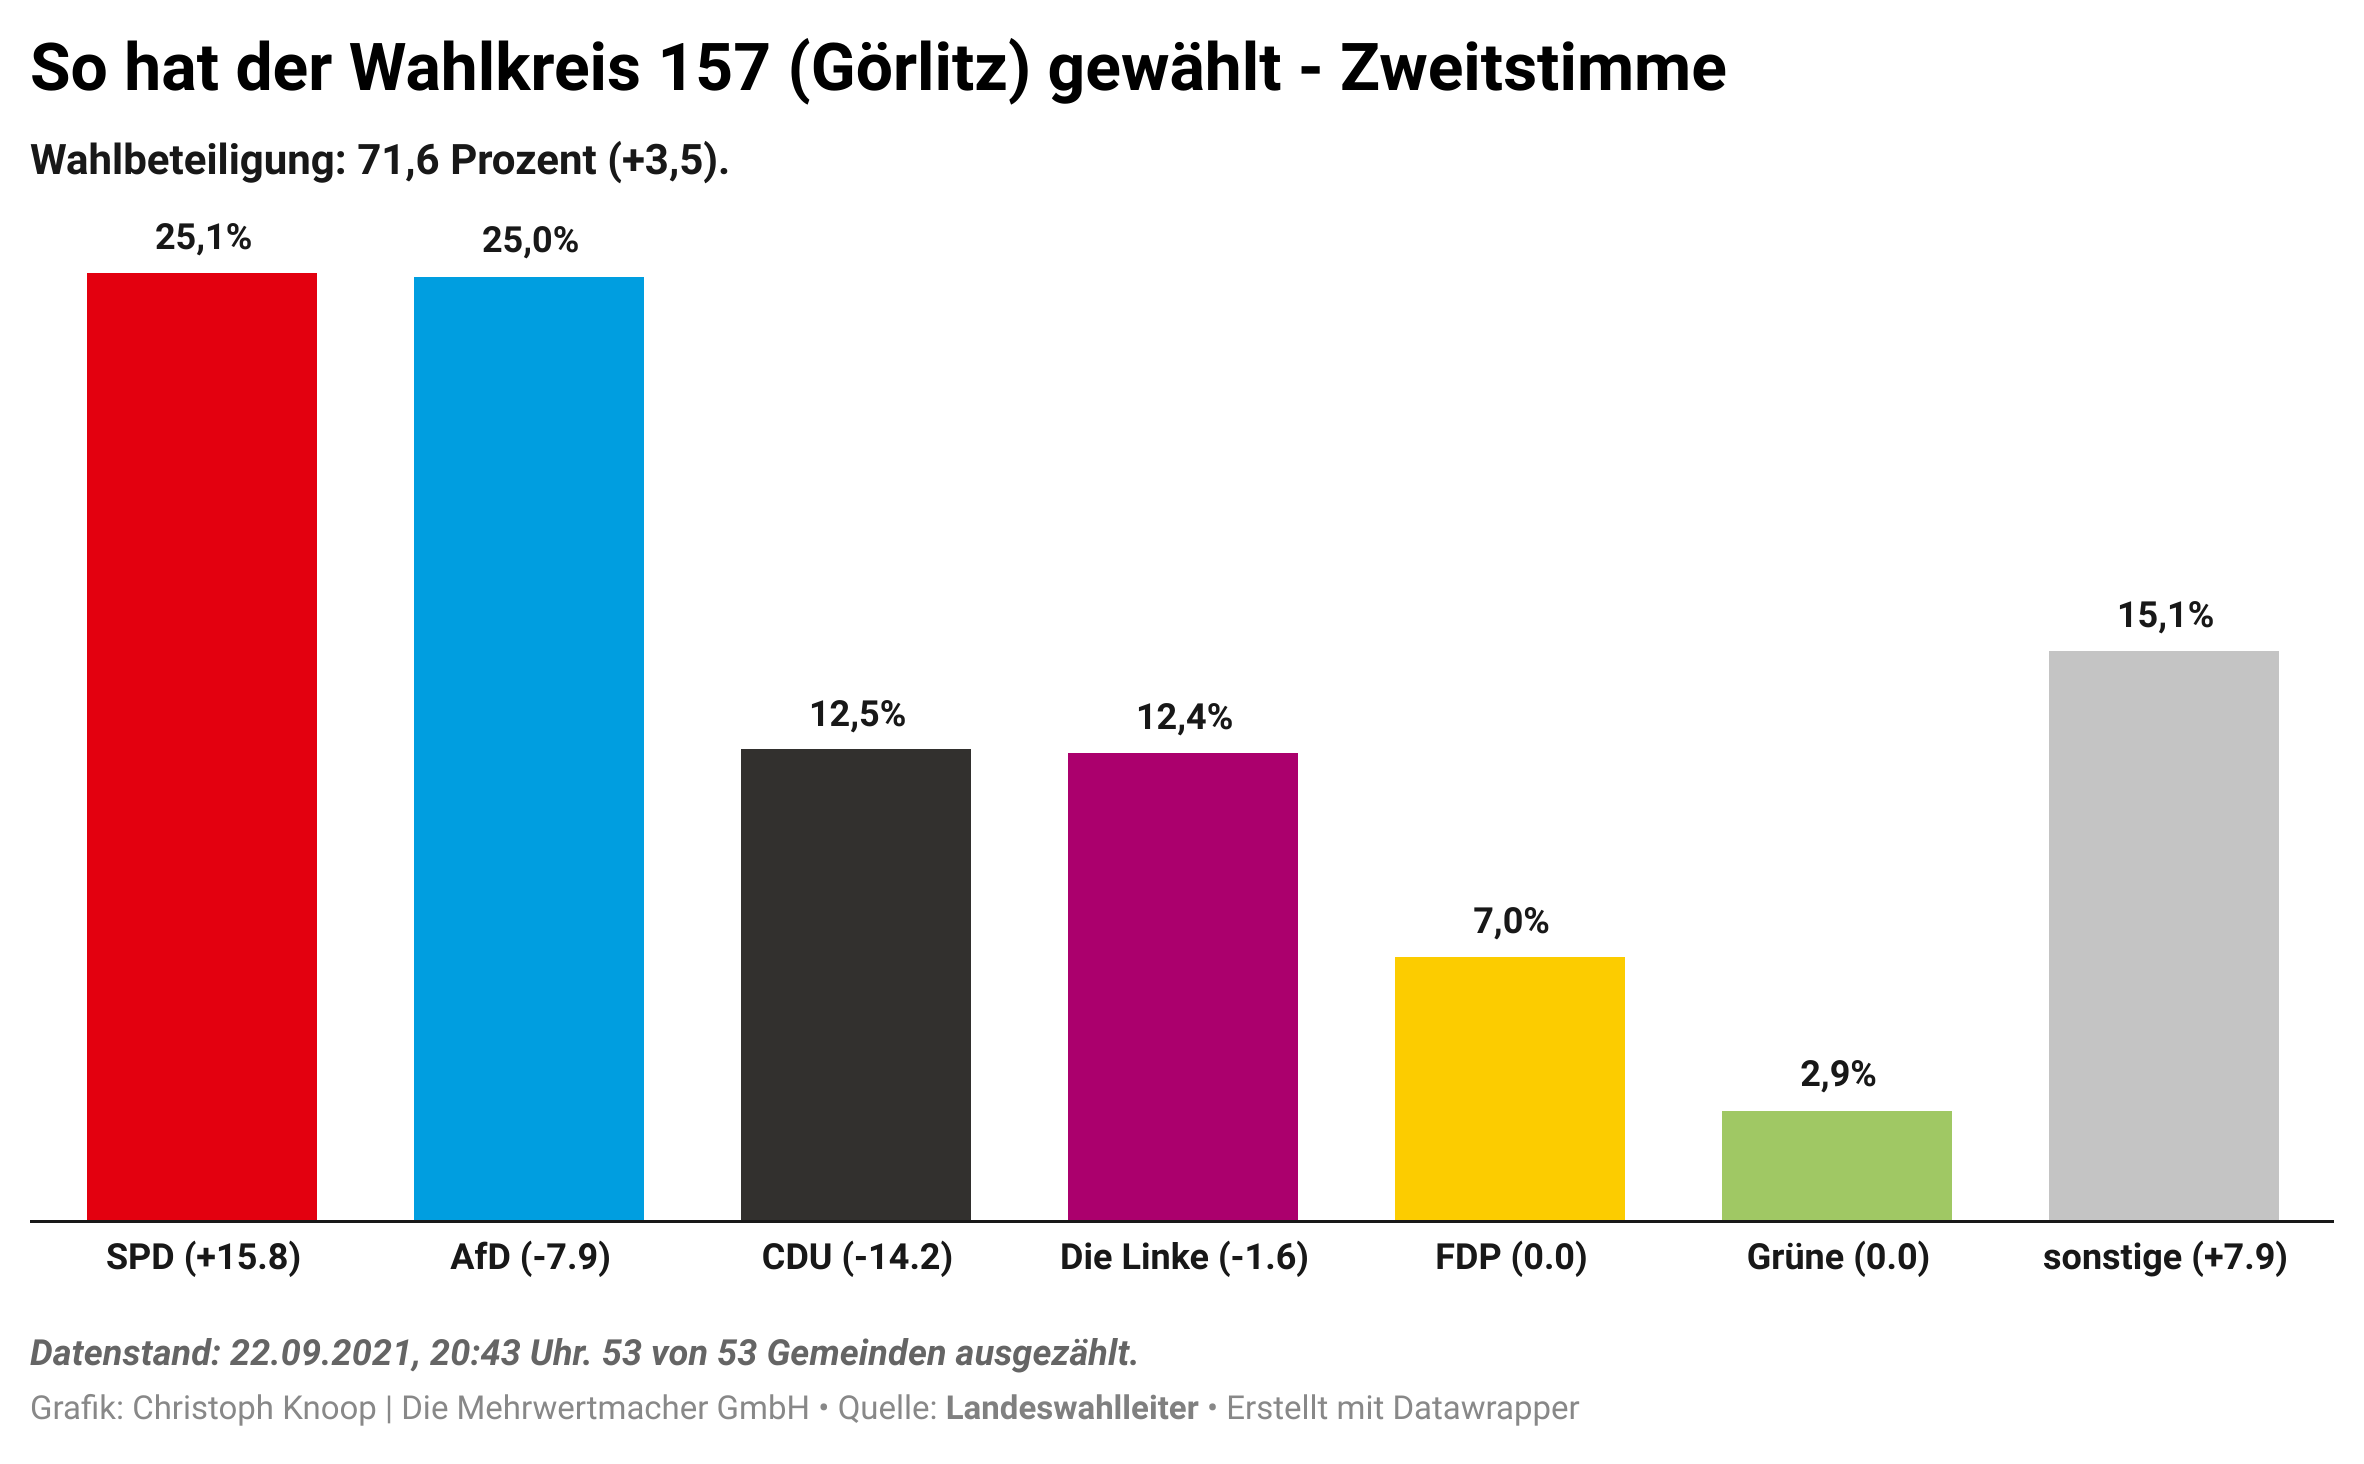 So hat der Wahlkreis 157 (Görlitz) gewählt - Zweitstimme
Wahlbeteiligung: 71,6 Prozent (+3,5).
25,1%
25,0%
12,5%
12,4%
7,0%
2,9%
15,1%
SPD (+15.8)
AfD (-7.9)
CDU (-14.2)
Die Linke (-1.6)
FDP (0.0)
Grüne (0.0)
sonstige (+7.9)
Datenstand: 22.09.2021, 20:43 Uhr. 53 von 53 Gemeinden ausgezählt.
Grafik: Christoph Knoop | Die Mehrwertmacher GmbH • Quelle: Landeswahlleiter • Erstellt mit Datawrapper